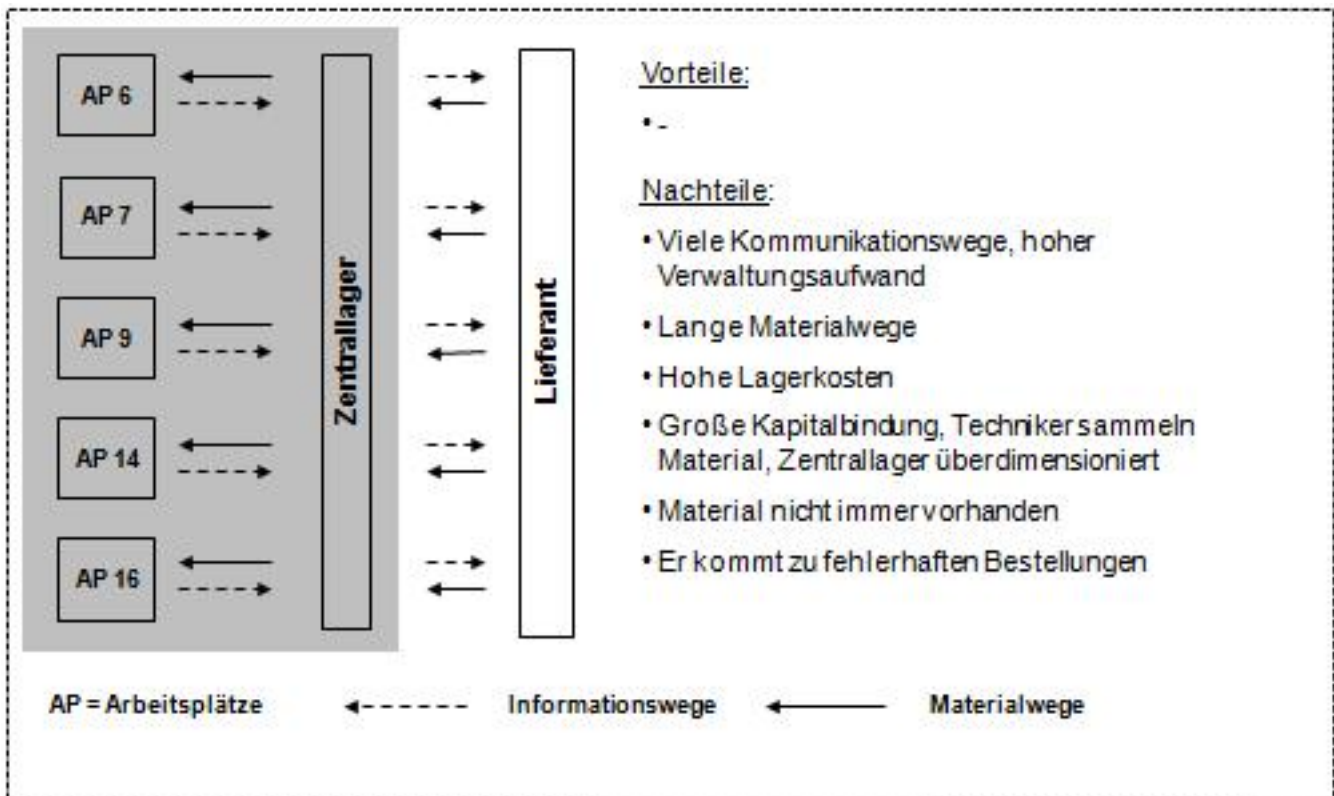 AP 6
AP 7
AP 9
AP 14
AP 16
Zentrallager
Lieferant
Vorteile:
• -
Nachteile:
• Viele Kommunikationswege, hoher
Verwaltungsaufwand
• Lange Materialwege
• Hohe Lagerkosten
• Große Kapitalbindung, Techniker sammeln
Material, Zentrallager überdimensioniert
• Material nicht immer vorhanden
• Er kommt zu fehlerhaften Bestellungen
AP = Arbeitsplätze
Informationswege
Materialwege